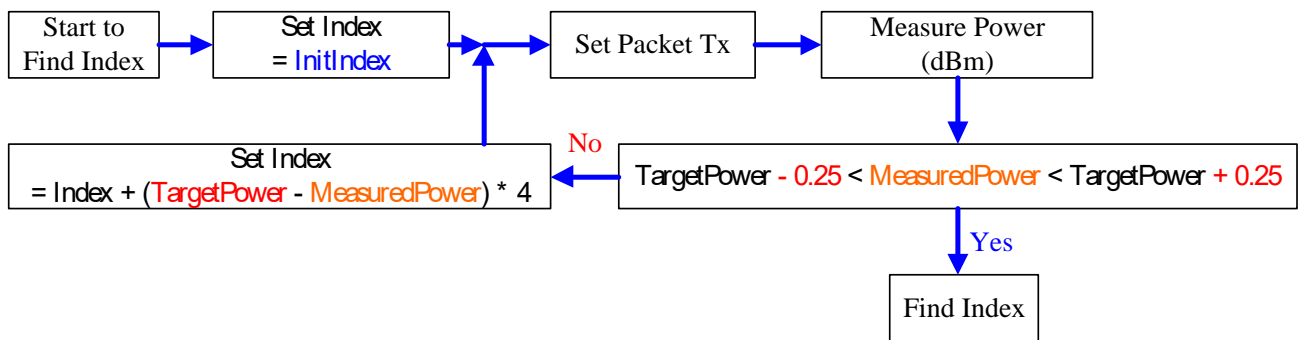 Start to
Find Index
Set Index
= InitIndex
Set Packet Tx
Measure Power
(dBm)
Set Index
= Index + (TargetPower - MeasuredPower) * 4
No
TargetPower - 0.25 < MeasuredPower < TargetPower + 0.25
Yes
Find Index